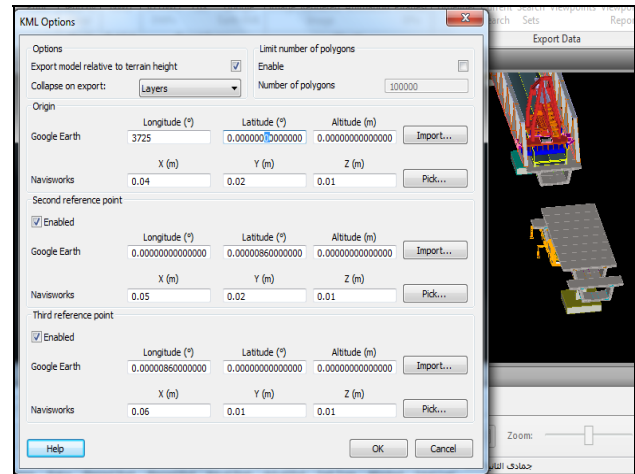 KML Options
Search Sets
Export Data
Options
Limit number of polygons
Export model relative to terrain height
Enable
Collapse on export:
Layers
Number of polygons
100000
Origin
Longitude (°) Latitude (°) Altitude (m)
Google Earth 3725 0.00000000000000 0.00000000000000 Import...
X (m) Y (m) Z (m)
Navisworks 0.04 0.02 0.01 Pick...
Second reference point
Enabled
Longitude (°) Latitude (°) Altitude (m)
Google Earth 0.00000000000000 0.00000860000000 0.00000000000000 Import...
X (m) Y (m) Z (m)
Navisworks 0.05 0.02 0.01 Pick...
Third reference point
Enabled
Longitude (°) Latitude (°) Altitude (m)
Google Earth 0.00000860000000 0.00000000000000 0.00000000000000 Import...
X (m) Y (m) Z (m)
Navisworks 0.06 0.01 0.01 Pick...
Zoom:
Help OK Cancel
جمادى